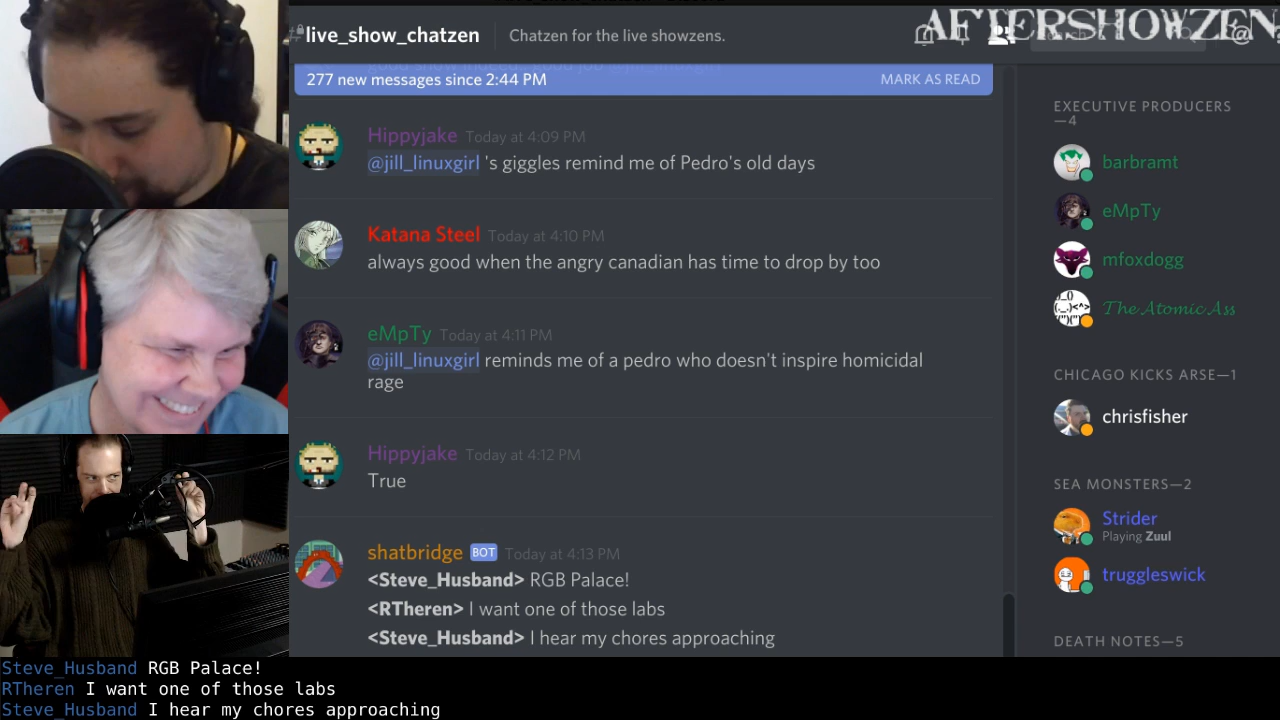 live_show_chatzen
Chatzen for the live showzens.
AFTERSHOWZEN
277 new messages since 2:44 PM
MARK AS READ
Hippyjake Today at 4:09 PM
@jill_linuxgirl 's giggles remind me of Pedro's old days
Katana Steel Today at 4:10 PM
always good when the angry canadian has time to drop by too
eMpTy Today at 4:11 PM
@jill_linuxgirl reminds me of a pedro who doesn't inspire homicidal
rage
Hippyjake Today at 4:12 PM
True
shatbridge BOT Today at 4:13 PM
<Steve_Husband> RGB Palace!
<RTheren> I want one of those labs
<Steve_Husband> I hear my chores approaching
EXECUTIVE PRODUCERS
—4
barbramt
eMpTy
mfoxdogg
The Atomic Ass
CHICAGO KICKS ARSE—1
chrisfisher
SEA MONSTERS—2
Strider
Playing Zuul
truggleswick
DEATH NOTES—5
Steve_Husband RGB Palace!
RTheren I want one of those labs
Steve_Husband I hear my chores approaching